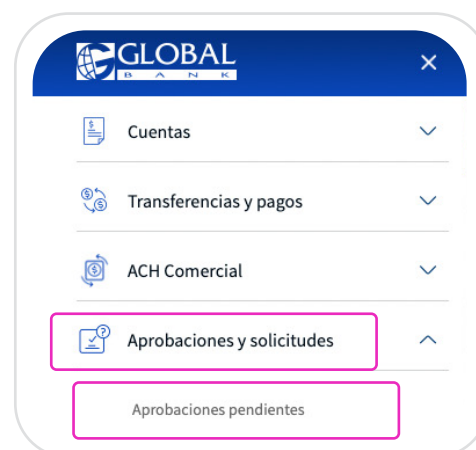 GLOBAL
BANK
Cuentas
Transferencias y pagos
ACH Comercial
Aprobaciones y solicitudes
Aprobaciones pendientes